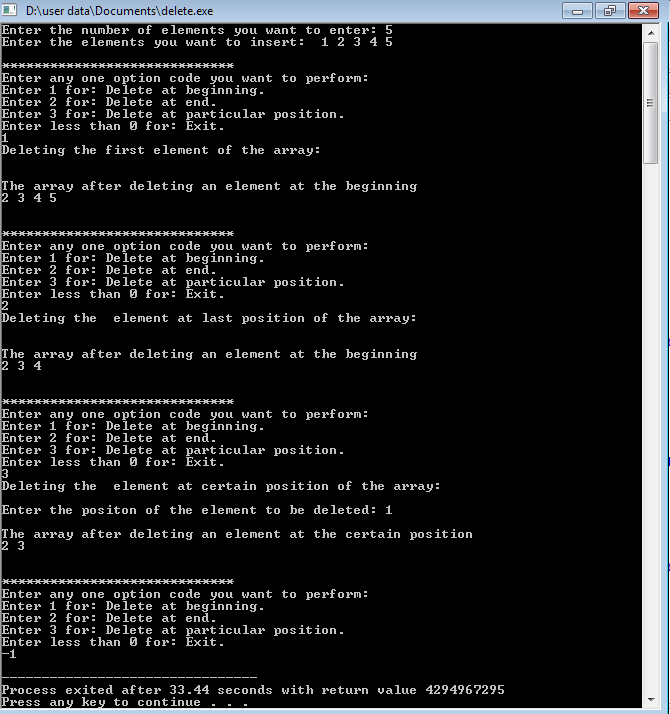 D:\user data\Documents\delete.exe
Enter the number of elements you want to enter: 5
Enter the elements you want to insert:  1 2 3 4 5
*****************************
Enter any one option code you want to perform:
Enter 1 for: Delete at beginning.
Enter 2 for: Delete at end.
Enter 3 for: Delete at particular position.
Enter less than 0 for: Exit.
1
Deleting the first element of the array:
The array after deleting an element at the beginning
2 3 4 5
*****************************
Enter any one option code you want to perform:
Enter 1 for: Delete at beginning.
Enter 2 for: Delete at end.
Enter 3 for: Delete at particular position.
Enter less than 0 for: Exit.
2
Deleting the  element at last position of the array:
The array after deleting an element at the beginning
2 3 4
*****************************
Enter any one option code you want to perform:
Enter 1 for: Delete at beginning.
Enter 2 for: Delete at end.
Enter 3 for: Delete at particular position.
Enter less than 0 for: Exit.
3
Deleting the  element at certain position of the array:
Enter the positon of the element to be deleted: 1
The array after deleting an element at the certain position
2 3
*****************************
Enter any one option code you want to perform:
Enter 1 for: Delete at beginning.
Enter 2 for: Delete at end.
Enter 3 for: Delete at particular position.
Enter less than 0 for: Exit.
-1
--------------------------------
Process exited after 33.44 seconds with return value 4294967295
Press any key to continue . . .